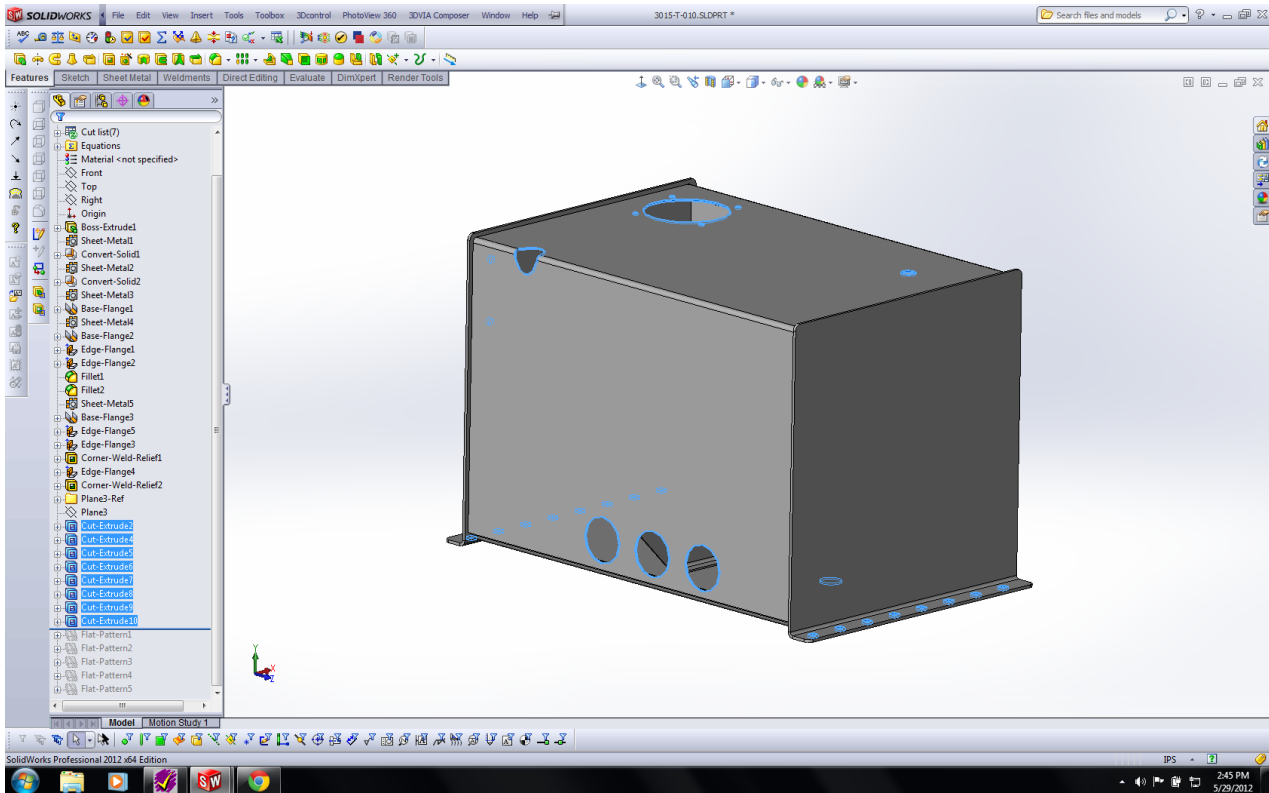 SOLIDWORKS File Edit View Insert Tools Toolbox 3Dcontrol PhotoView 360 3DVIA Composer Window Help 3015-T-010.SLDPRT * Search files and models
Features Sketch Sheet Metal Weldments Direct Editing Evaluate DimXpert Render Tools
Cut list(7)
Equations
Material <not specified>
Front
Top
Right
Origin
Boss-Extrude1
Sheet-Metal1
Convert-Solid1
Sheet-Metal2
Convert-Solid2
Sheet-Metal3
Base-Flange1
Sheet-Metal4
Base-Flange2
Edge-Flange1
Edge-Flange2
Fillet1
Fillet2
Sheet-Metal5
Base-Flange3
Edge-Flange5
Edge-Flange3
Corner-Weld-Relief1
Edge-Flange4
Corner-Weld-Relief2
Plane3-Ref
Plane3
Cut-Extrude2
Cut-Extrude4
Cut-Extrude5
Cut-Extrude6
Cut-Extrude7
Cut-Extrude8
Cut-Extrude9
Cut-Extrude10
Flat-Pattern1
Flat-Pattern2
Flat-Pattern3
Flat-Pattern4
Flat-Pattern5
Y
X
Z
Model Motion Study 1
SolidWorks Professional 2012 x64 Edition IPS
SW
2:45 PM
5/29/2012